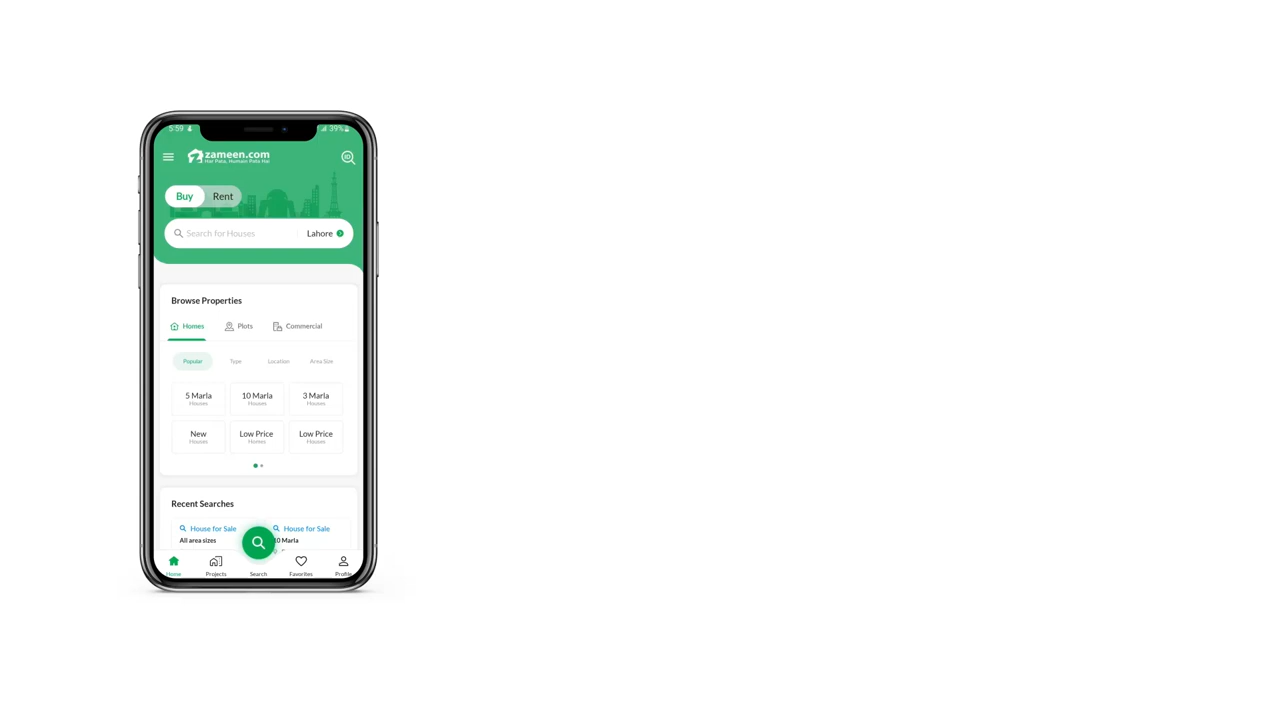 5:59 39%
zameen.com
Har Pata, Humain Pata Hai
ID
Buy Rent
Search for Houses Lahore
Browse Properties
Homes Plots Commercial
Popular Type Location Area Size
5 Marla 10 Marla 3 Marla
Houses Houses Houses
New Low Price Low Price
Houses Homes Houses
Recent Searches
House for Sale House for Sale
All area sizes 10 Marla
Home Projects Search Favorites Profile